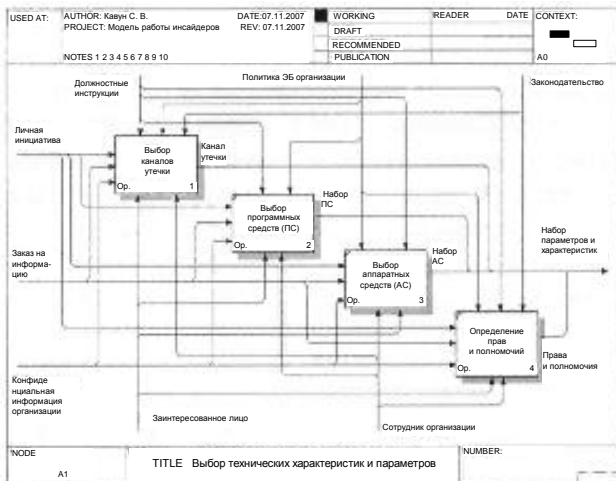 USED AT:
AUTHOR: Кавун С. В.
DATE:07.11.2007
PROJECT: Модель работы инсайдеров
REV: 07.11.2007
NOTES 1 2 3 4 5 6 7 8 9 10
WORKING
DRAFT
RECOMMENDED
PUBLICATION
READER
DATE
CONTEXT:
A0
Должностные
инструкции
Политика ЭБ организации
Законодательство
Личная
инициатива
Выбор
каналов
утечки
0р.
1
Канал
утечки
Выбор
программных
средств (ПС)
0р.
2
Набор
ПС
Заказ на
информа-
цию
Выбор
аппаратных
средств (АС)
0р.
3
Набор
АС
Набор
параметров и
характеристик
Определение
прав
и полномочий
0р.
4
Права
и полномочия
Конфиде
нциальная
информация
организации
Заинтересованное лицо
Сотрудник организации
NODE
A1
TITLE Выбор технических характеристик и параметров
NUMBER: